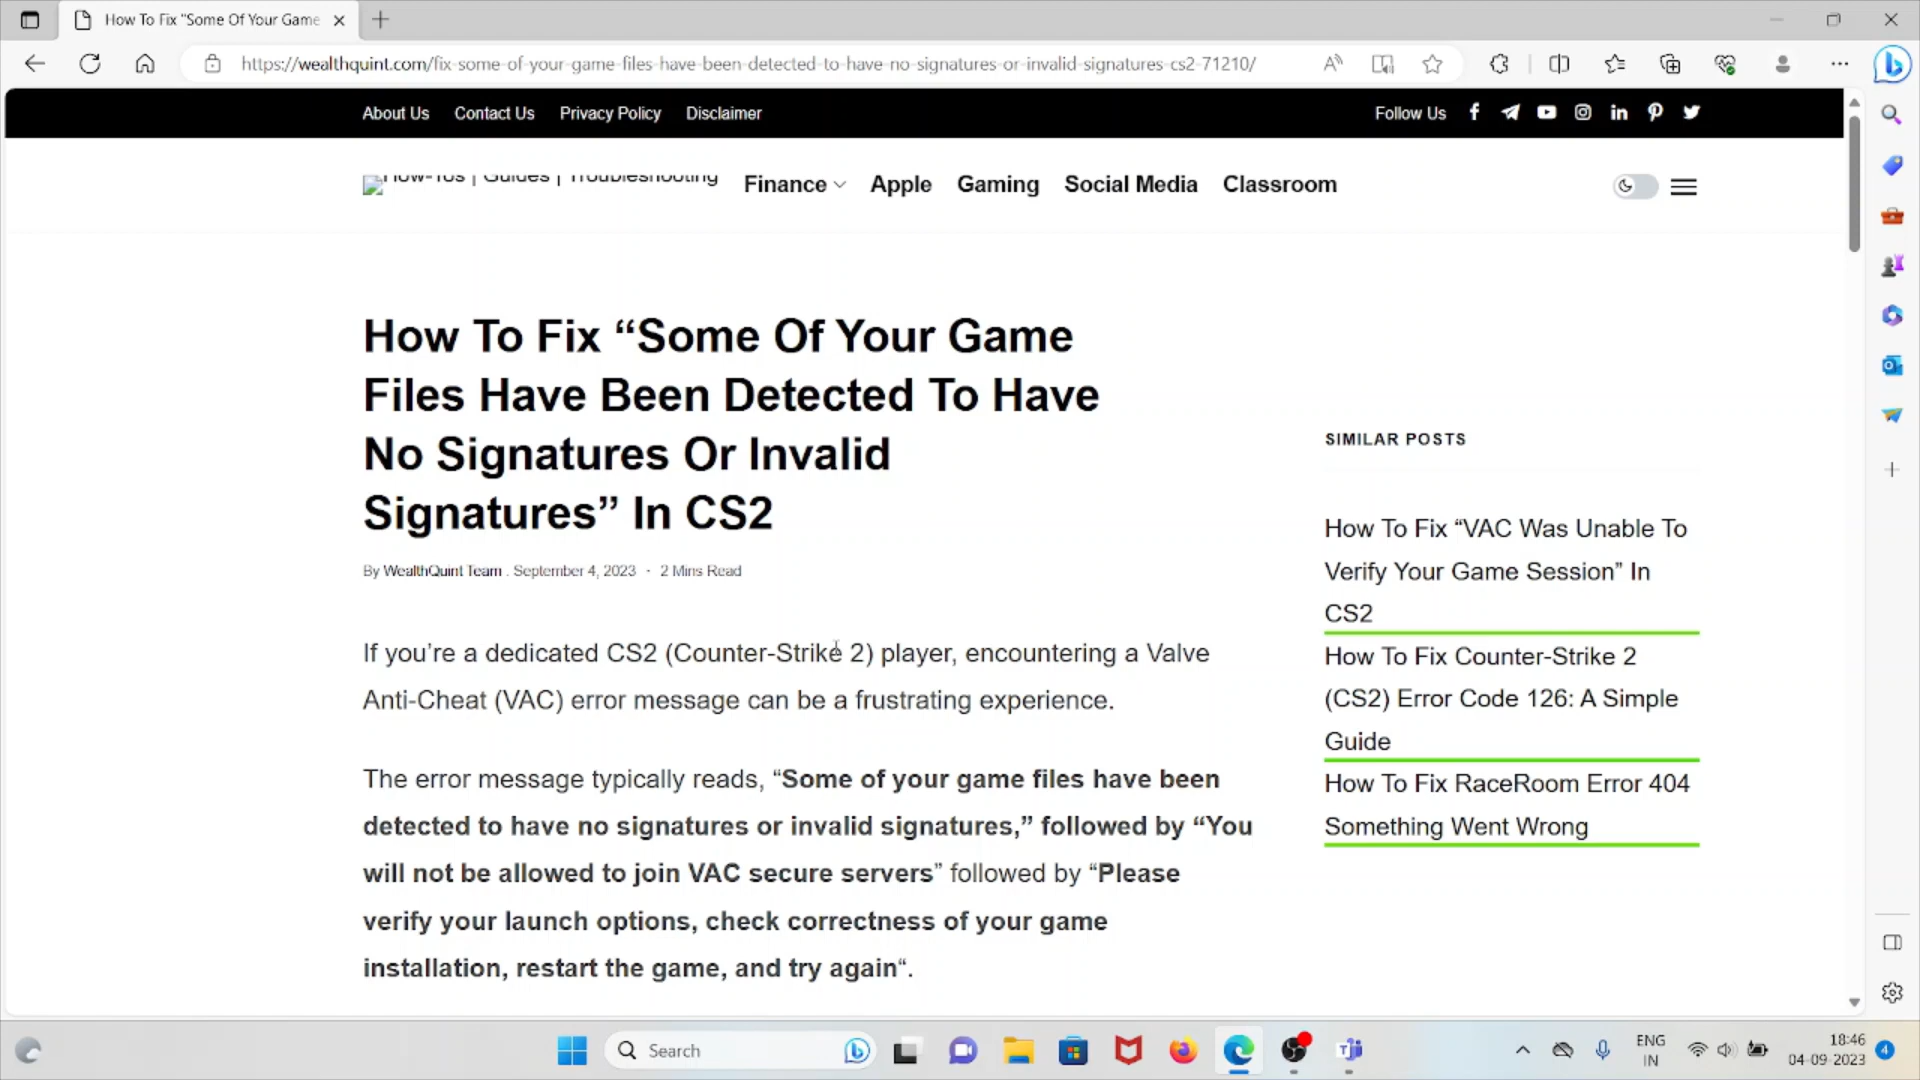 How To Fix "Some Of Your Game
https://wealthquint.com/fix-some-of-your-game-files-have-been-detected-to-have-no-signatures-or-invalid-signatures-cs2-71210/
About Us Contact Us Privacy Policy Disclaimer
Follow Us
How-Tos | Guides | Troubleshooting
Finance Apple Gaming Social Media Classroom
How To Fix “Some Of Your Game
Files Have Been Detected To Have
No Signatures Or Invalid
Signatures” In CS2
By WealthQuint Team . September 4, 2023 · 2 Mins Read
If you’re a dedicated CS2 (Counter-Strike 2) player, encountering a Valve
Anti-Cheat (VAC) error message can be a frustrating experience.
The error message typically reads, “Some of your game files have been
detected to have no signatures or invalid signatures,” followed by “You
will not be allowed to join VAC secure servers” followed by “Please
verify your launch options, check correctness of your game
installation, restart the game, and try again“.
SIMILAR POSTS
How To Fix “VAC Was Unable To
Verify Your Game Session” In
CS2
How To Fix Counter-Strike 2
(CS2) Error Code 126: A Simple
Guide
How To Fix RaceRoom Error 404
Something Went Wrong
Search
ENG
IN
18:46
04-09-2023
4